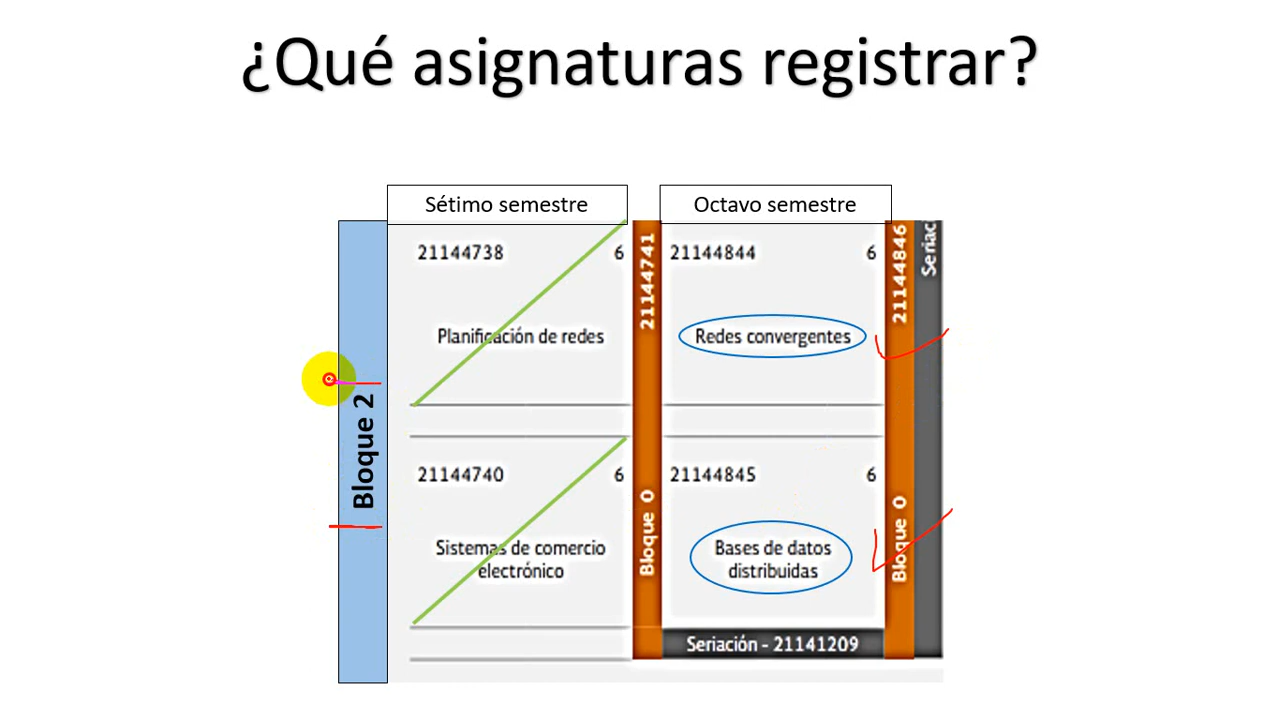 ¿Qué asignaturas registrar?
Sétimo semestre
Octavo semestre
21144738 6
Planificación de redes
21144741
Bloque 0
21144844 6
Redes convergentes
21144846
Bloque 0
Seriac
Bloque 2
21144740 6
Sistemas de comercio
electrónico
21144845 6
Bases de datos
distribuidas
Seriación - 21141209